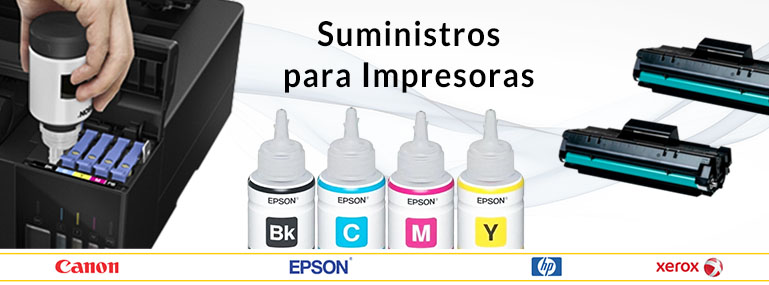 Suministros
para Impresoras
EPSON EPSON EPSON EPSON
Bk C M Y
Canon EPSON hp xerox